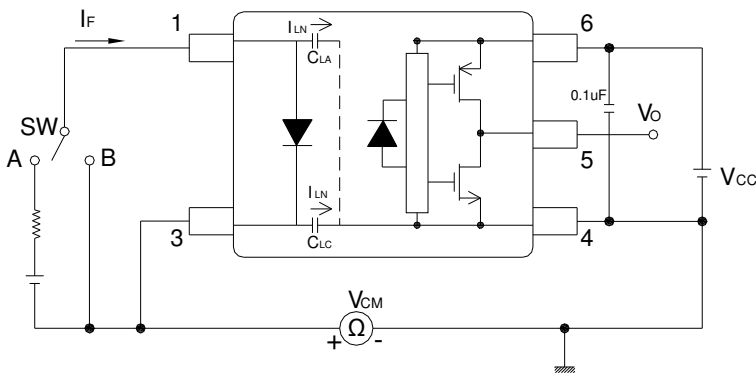 IF
ILN
1
6
CLA
SW
0.1uF
VO
A
B
5
VCC
ILN
3
CLC
4
VCM
Ω
+ -